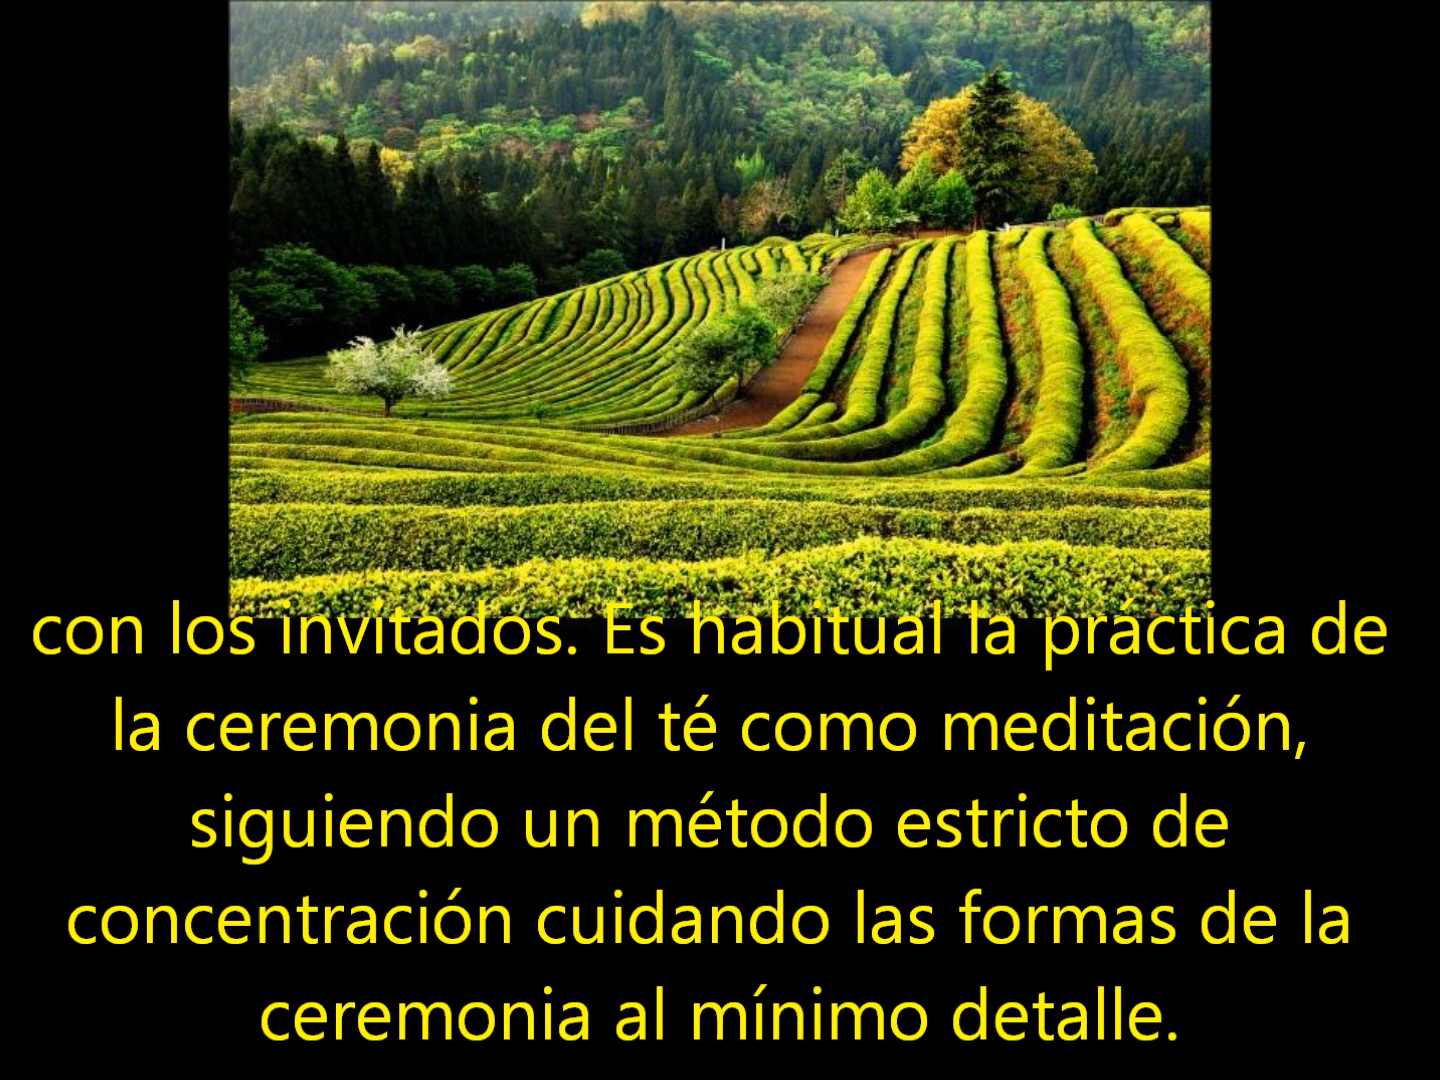 con los invitados. Es habitual la práctica de
la ceremonia del té como meditación,
siguiendo un método estricto de
concentración cuidando las formas de la
ceremonia al mínimo detalle.